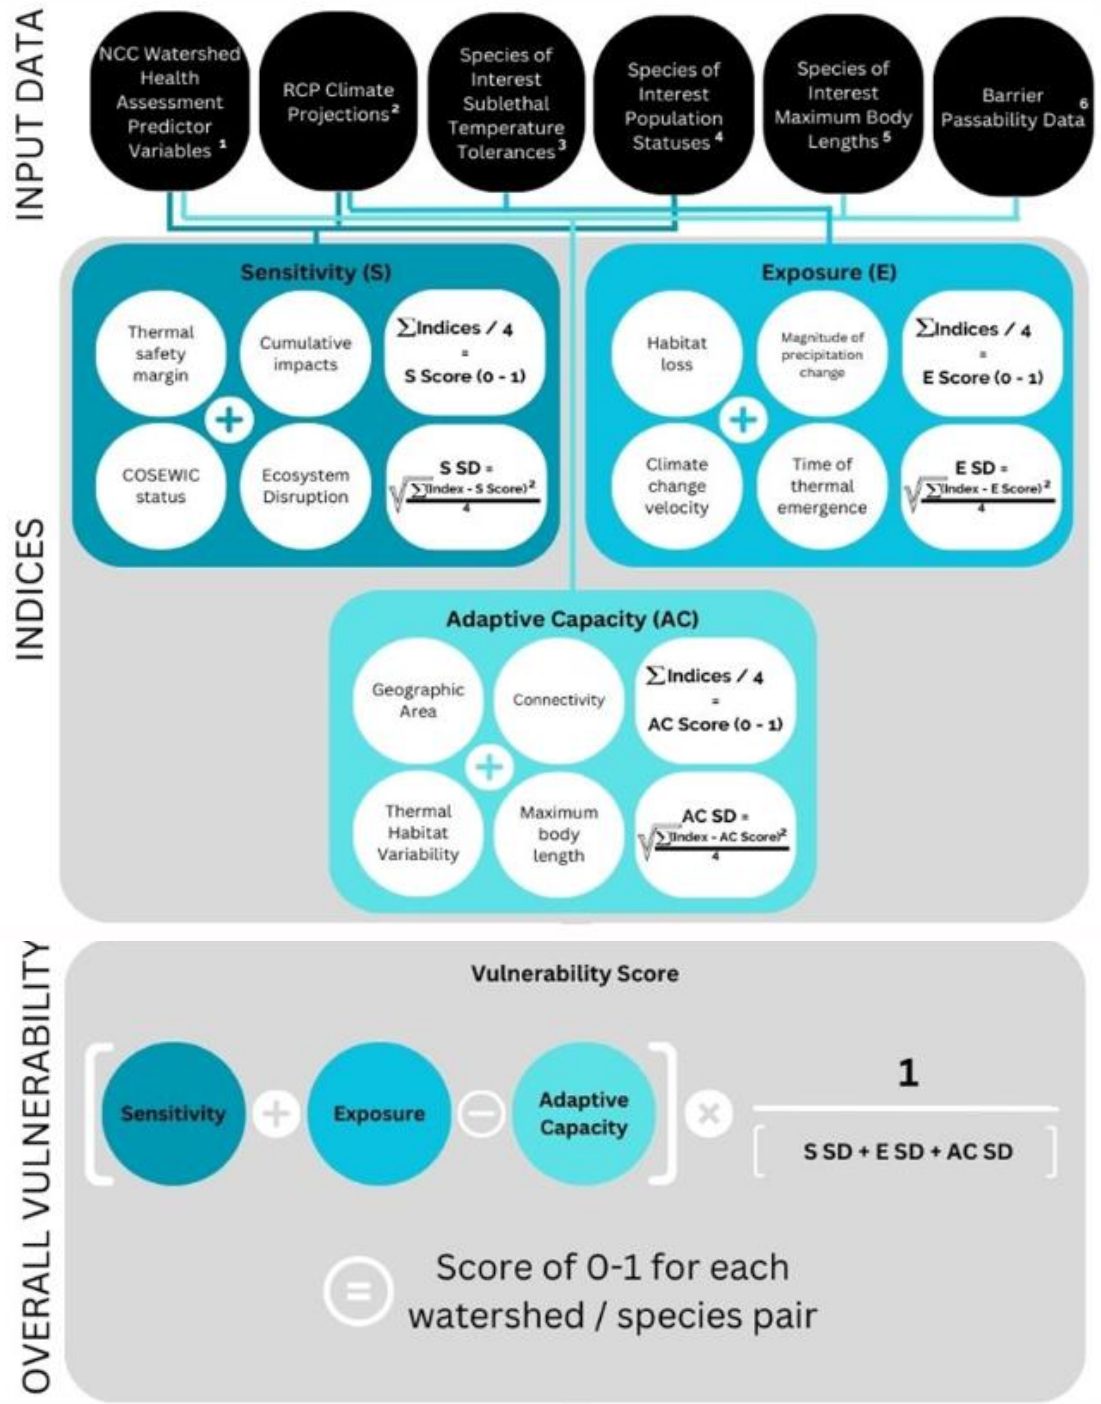 INPUT DATA
NCC Watershed
Health
Assessment
Predictor
Variables 1
RCP Climate
Projections 2
Species of
Interest
Sublethal
Temperature
Tolerances 3
Species of
Interest
Population
Statuses 4
Species of
Interest
Maximum Body
Lengths 5
Barrier
Passability Data 6
INDICES
Sensitivity (S)
Thermal
safety
margin
Cumulative
impacts
∑Indices / 4
=
S Score (0 - 1)
COSEWIC
status
+
Ecosystem
Disruption
S SD =
√∑(Index - S Score)²
4
Exposure (E)
Habitat
loss
Magnitude of
precipitation
change
∑Indices / 4
=
E Score (0 - 1)
Climate
change
velocity
+
Time of
thermal
emergence
E SD =
√∑(Index - E Score)²
4
Adaptive Capacity (AC)
Geographic
Area
Connectivity
∑Indices / 4
=
AC Score (0 - 1)
Thermal
Habitat
Variability
+
Maximum
body
length
AC SD =
√∑(Index - AC Score)²
4
OVERALL VULNERABILITY
Vulnerability Score
[ Sensitivity + Exposure − Adaptive
Capacity ] ×
1
[ S SD + E SD + AC SD ]
= Score of 0-1 for each
watershed / species pair